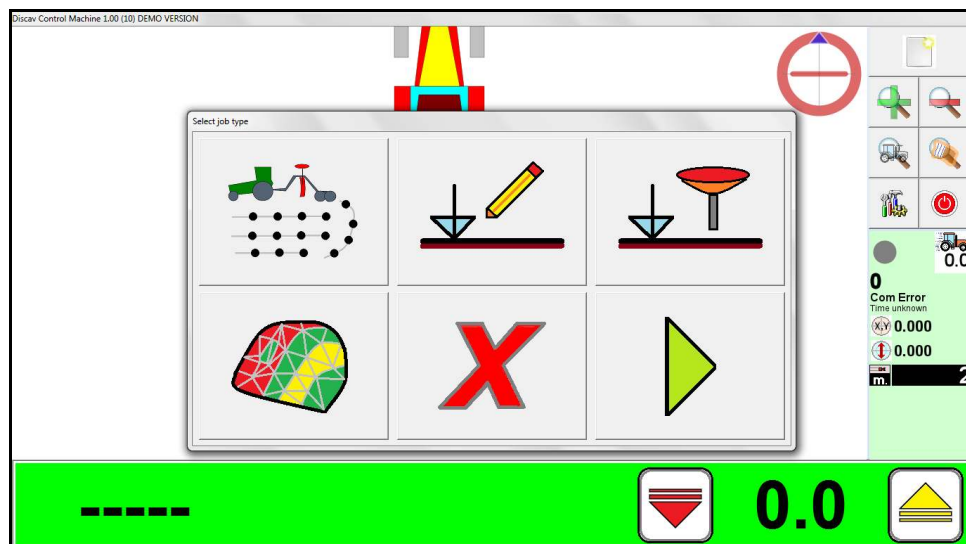 Discav Control Machine 1.00 (10) DEMO VERSION
Select job type
0.0
0
Com Error
Time unknown
X,Y 0.000
0.000
m. 2
----- 0.0